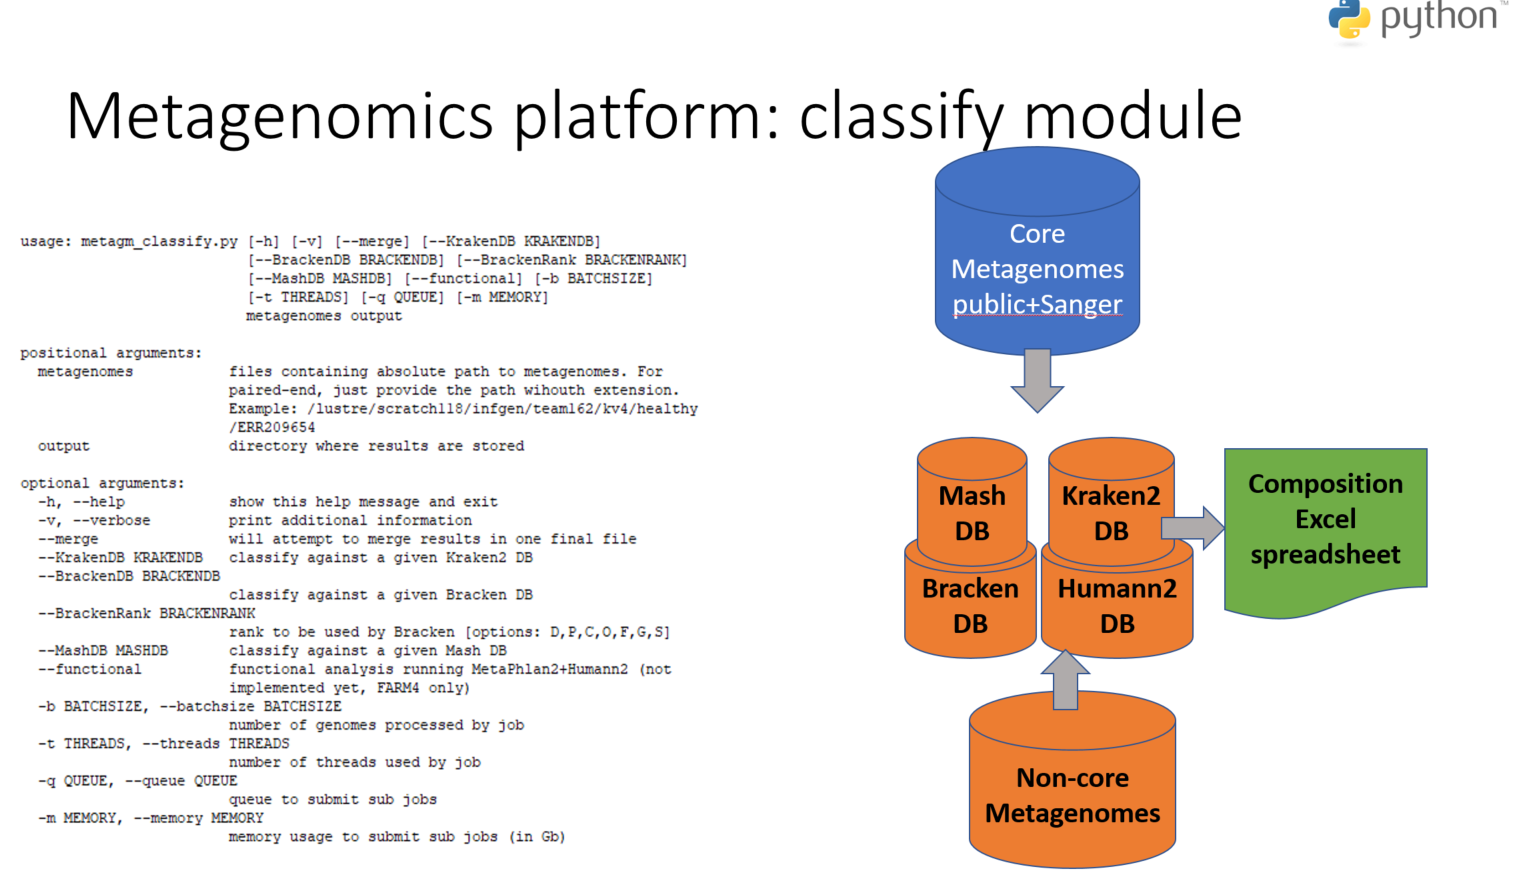 python™
Metagenomics platform: classify module
usage: metagm_classify.py [-h] [-v] [--merge] [--KrakenDB KRAKENDB]
[--BrackenDB BRACKENDB] [--BrackenRank BRACKENRANK]
[--MashDB MASHDB] [--functional] [-b BATCHSIZE]
[-t THREADS] [-q QUEUE] [-m MEMORY]
metagenomes output
positional arguments:
metagenomes files containing absolute path to metagenomes. For
paired-end, just provide the path wihouth extension.
Example: /lustre/scratch118/infgen/team162/kv4/healthy
/ERR209654
output directory where results are stored
optional arguments:
-h, --help show this help message and exit
-v, --verbose print additional information
--merge will attempt to merge results in one final file
--KrakenDB KRAKENDB classify against a given Kraken2 DB
--BrackenDB BRACKENDB
classify against a given Bracken DB
--BrackenRank BRACKENRANK
rank to be used by Bracken [options: D,P,C,O,F,G,S]
--MashDB MASHDB classify against a given Mash DB
--functional functional analysis running MetaPhlan2+Humann2 (not
implemented yet, FARM4 only)
-b BATCHSIZE, --batchsize BATCHSIZE
number of genomes processed by job
-t THREADS, --threads THREADS
number of threads used by job
-q QUEUE, --queue QUEUE
queue to submit sub jobs
-m MEMORY, --memory MEMORY
memory usage to submit sub jobs (in Gb)
Core
Metagenomes
public+Sanger
Mash
DB
Kraken2
DB
Bracken
DB
Humann2
DB
Composition
Excel
spreadsheet
Non-core
Metagenomes